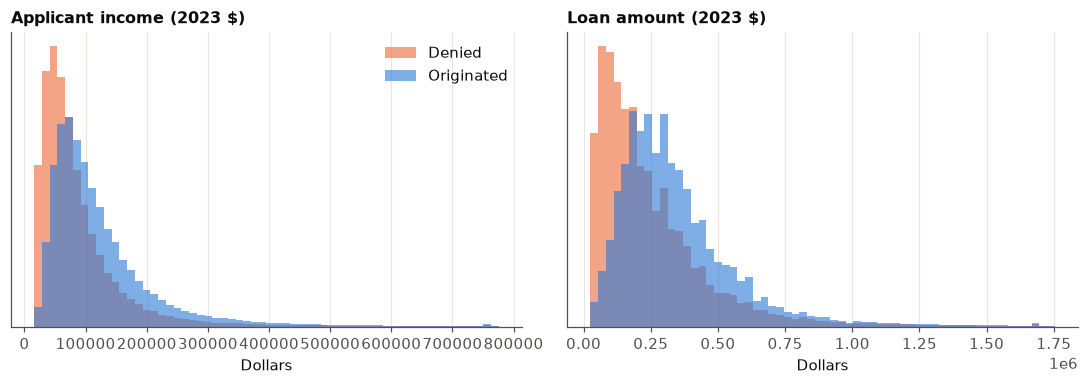 Applicant income (2023 $)
Denied
Originated
0 100000 200000 300000 400000 500000 600000 700000 800000
Dollars
Loan amount (2023 $)
0.00 0.25 0.50 0.75 1.00 1.25 1.50 1.75
1e6
Dollars